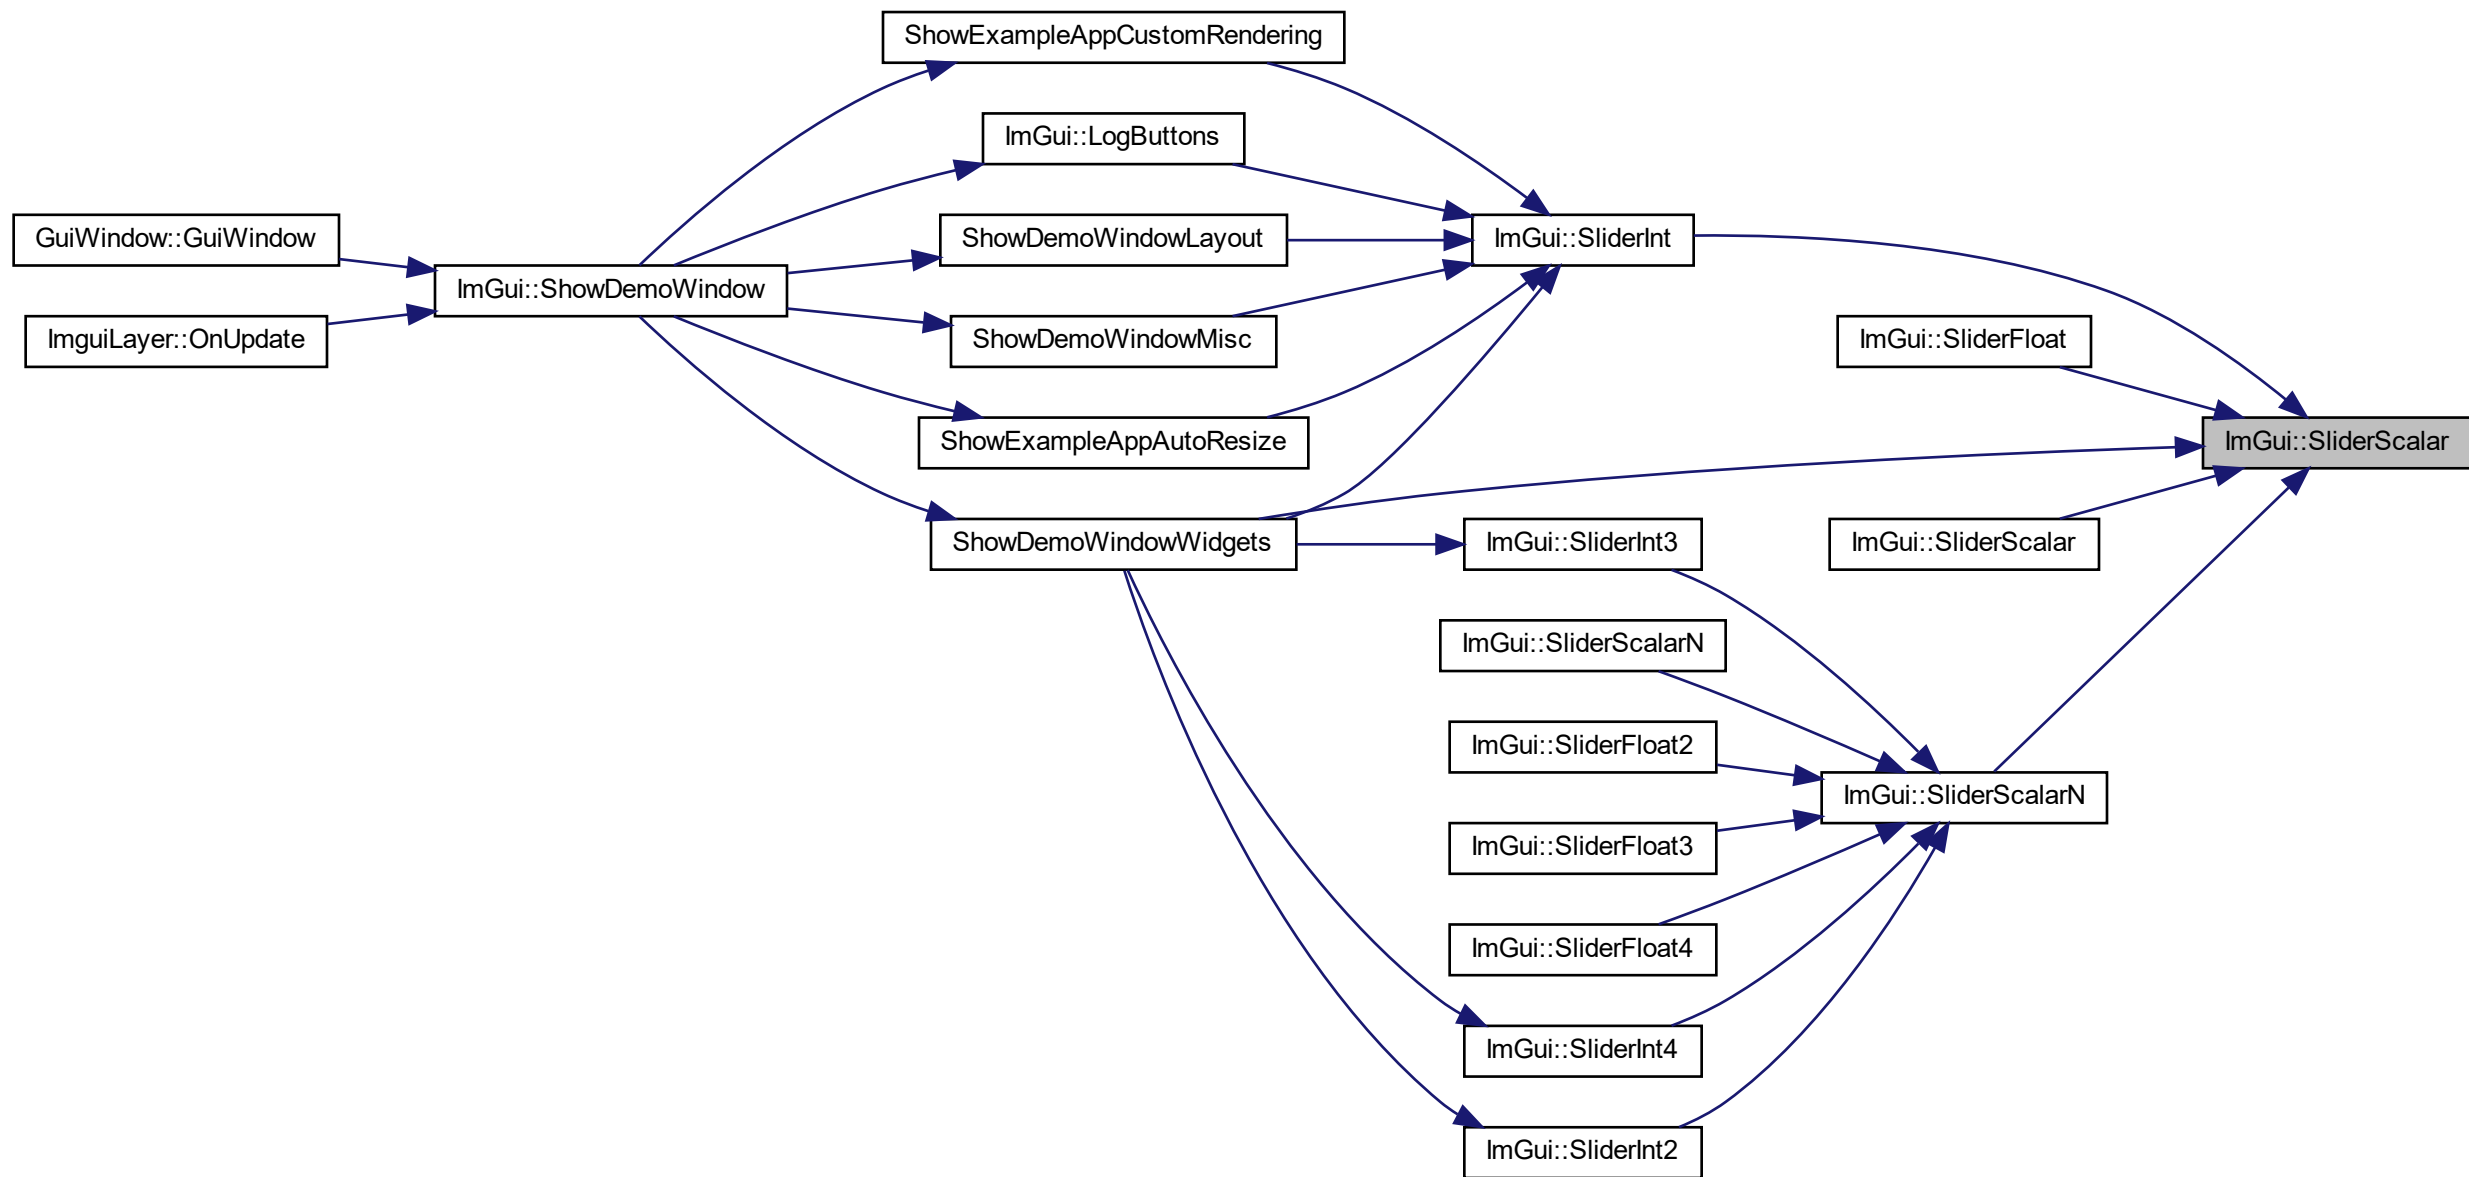 ShowExampleAppCustomRendering
ImGui::LogButtons
GuiWindow::GuiWindow
ShowDemoWindowLayout
ImGui::SliderInt
ImGui::ShowDemoWindow
ImguiLayer::OnUpdate
ShowDemoWindowMisc
ImGui::SliderFloat
ShowExampleAppAutoResize
ImGui::SliderScalar
ShowDemoWindowWidgets
ImGui::SliderInt3
ImGui::SliderScalar
ImGui::SliderScalarN
ImGui::SliderFloat2
ImGui::SliderScalarN
ImGui::SliderFloat3
ImGui::SliderFloat4
ImGui::SliderInt4
ImGui::SliderInt2